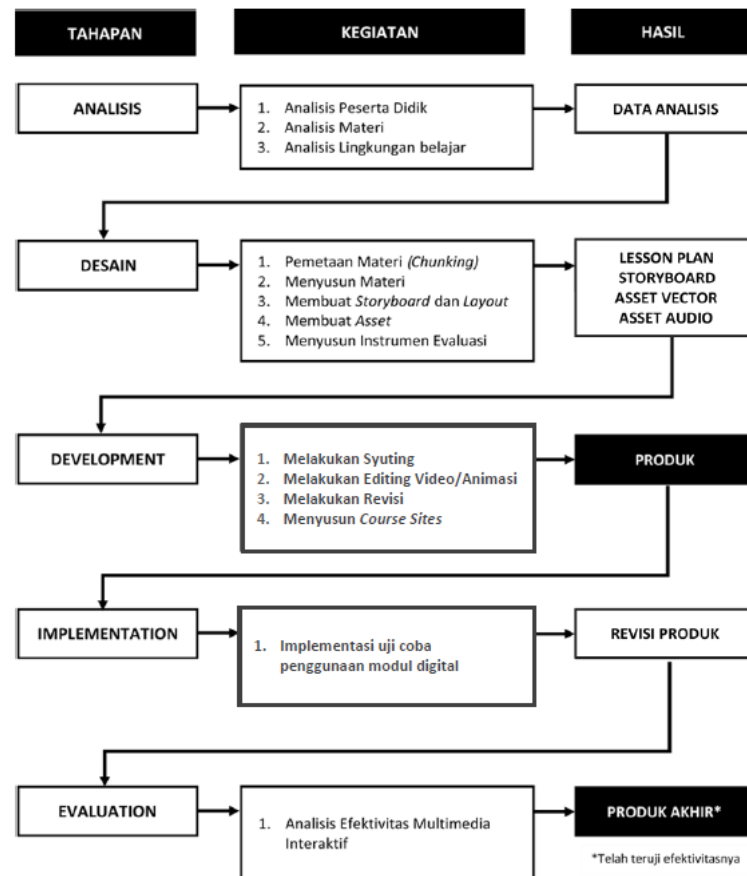 TAHAPAN
KEGIATAN
HASIL
ANALISIS
1. Analisis Peserta Didik
2. Analisis Materi
3. Analisis Lingkungan belajar
DATA ANALISIS
DESAIN
1. Pemetaan Materi (Chunking)
2. Menyusun Materi
3. Membuat Storyboard dan Layout
4. Membuat Asset
5. Menyusun Instrumen Evaluasi
LESSON PLAN
STORYBOARD
ASSET VECTOR
ASSET AUDIO
DEVELOPMENT
1. Melakukan Syuting
2. Melakukan Editing Video/Animasi
3. Melakukan Revisi
4. Menyusun Course Sites
PRODUK
IMPLEMENTATION
1. Implementasi uji coba
penggunaan modul digital
REVISI PRODUK
EVALUATION
1. Analisis Efektivitas Multimedia
Interaktif
PRODUK AKHIR*
*Telah teruji efektivitasnya